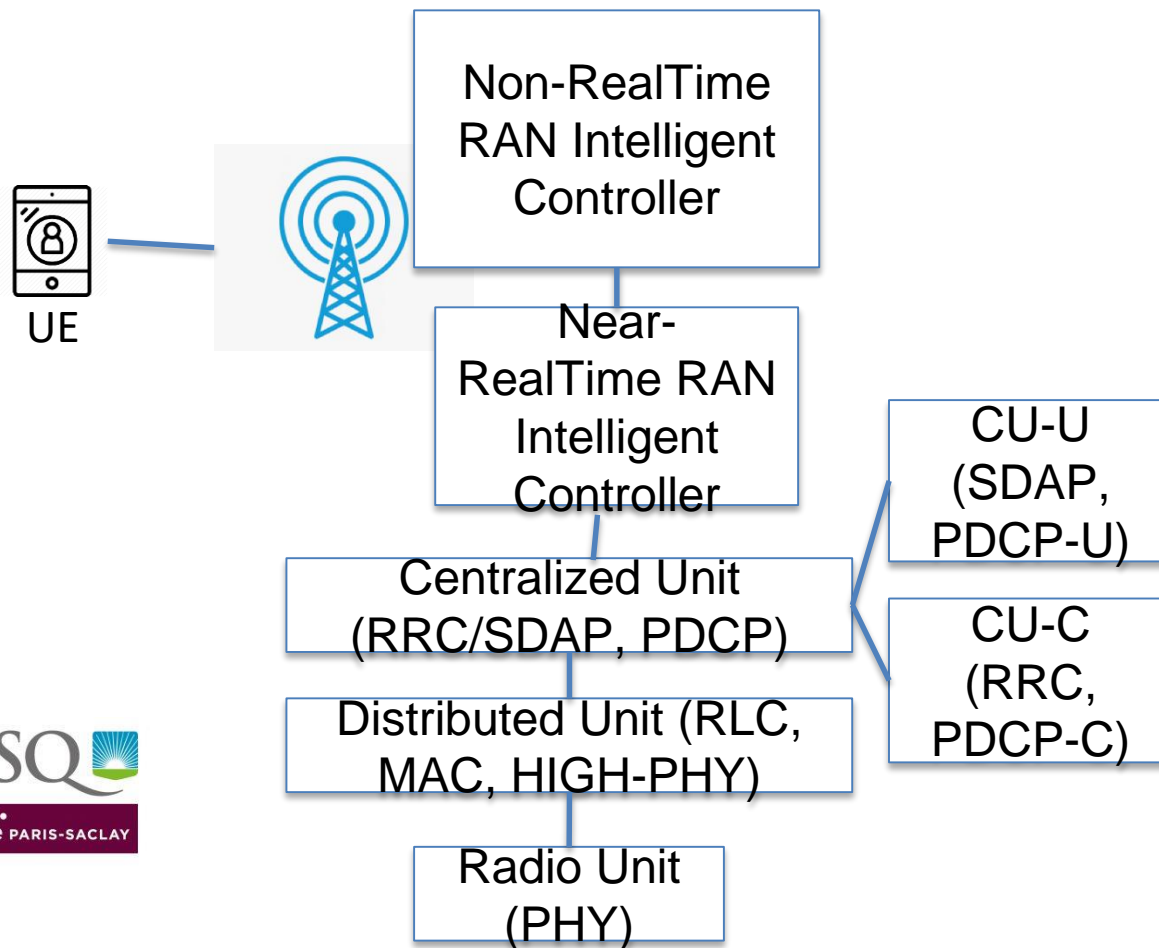 Non-RealTime
RAN Intelligent
Controller
UE
Near-
RealTime RAN
Intelligent
Controller
CU-U
(SDAP,
PDCP-U)
Centralized Unit
(RRC/SDAP, PDCP)
CU-C
(RRC,
PDCP-C)
Distributed Unit (RLC,
MAC, HIGH-PHY)
SQ
PARIS-SACLAY
Radio Unit
(PHY)